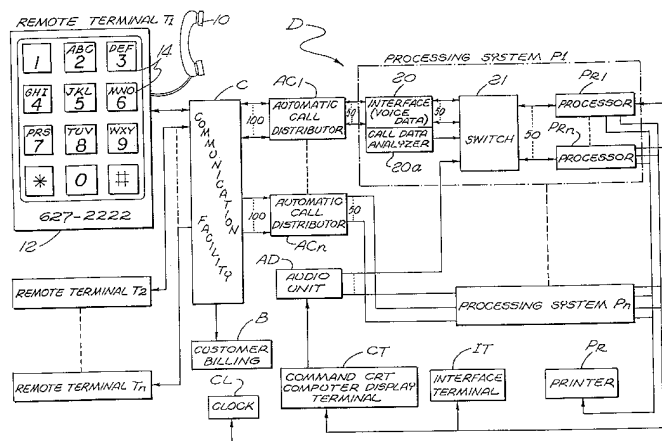 REMOTE TERMINAL T1
10
D
1
ABC
2
DEF
3
14
GHI
4
JKL
5
MNO
6
PRS
7
TUV
8
WXY
9
*
0
#
627-2222
12
REMOTE TERMINAL T2
REMOTE TERMINAL Tn
C
COMMUNICATION
FACILITY
B
CUSTOMER
BILLING
CL
CLOCK
100
AC1
AUTOMATIC
CALL
DISTRIBUTOR
50
100
AUTOMATIC
CALL
DISTRIBUTOR
ACn
50
AD
AUDIO
UNIT
50
PROCESSING SYSTEM P1
20
INTERFACE
(VOICE
DATA)
CALL DATA
ANALYZER
20a
50
21
SWITCH
50
PR1
PROCESSOR
PRn
PROCESSOR
PROCESSING SYSTEM Pn
CT
COMMAND CRT
COMPUTER DISPLAY
TERMINAL
IT
INTERFACE
TERMINAL
PR
PRINTER